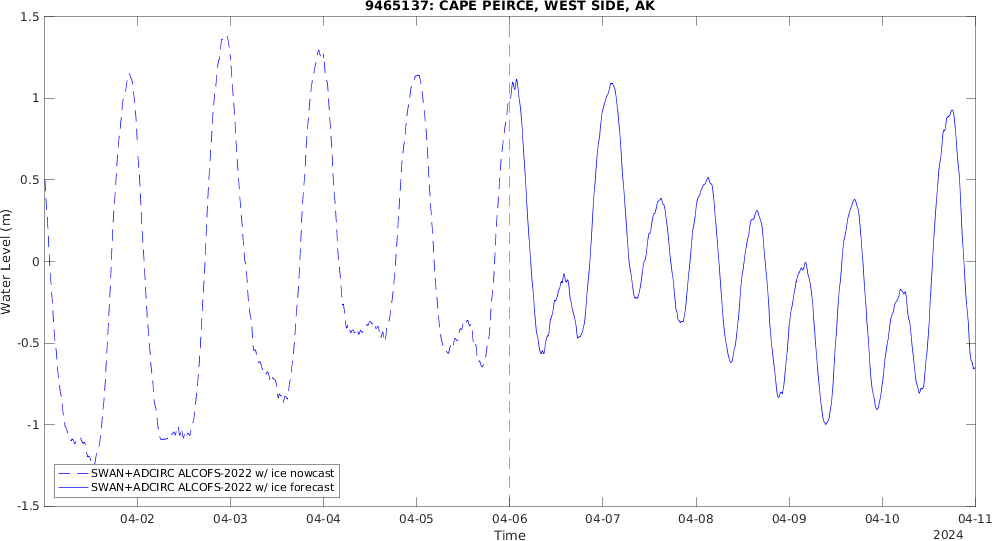 9465137: CAPE PEIRCE, WEST SIDE, AK
1.5
1
0.5
0
-0.5
-1
-1.5
Water Level (m)
SWAN+ADCIRC ALCOFS-2022 w/ ice nowcast
SWAN+ADCIRC ALCOFS-2022 w/ ice forecast
04-02 04-03 04-04 04-05 04-06 04-07 04-08 04-09 04-10 04-11
Time
2024